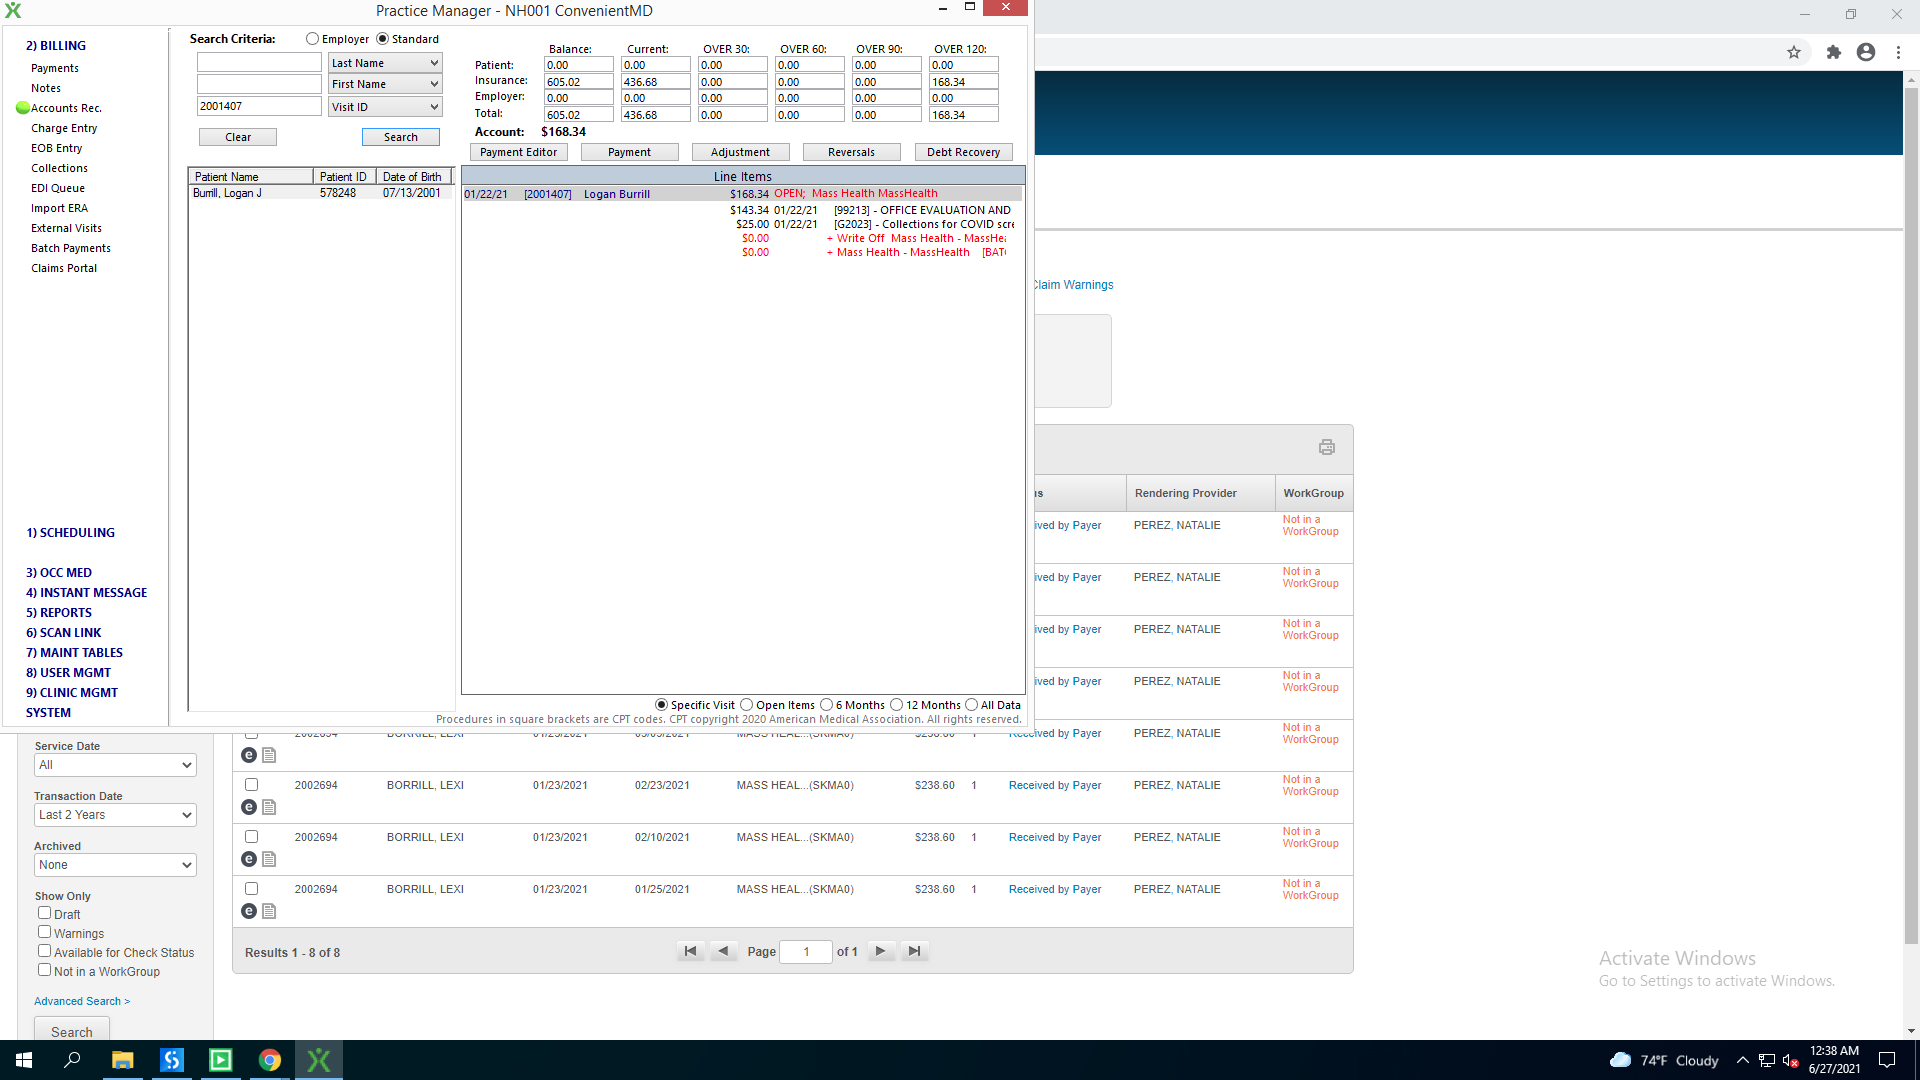 Practice Manager - NH001 ConvenientMD
2) BILLING
Payments
Notes
Accounts Rec.
Charge Entry
EOB Entry
Collections
EDI Queue
Import ERA
External Visits
Batch Payments
Claims Portal
1) SCHEDULING
3) OCC MED
4) INSTANT MESSAGE
5) REPORTS
6) SCAN LINK
7) MAINT TABLES
8) USER MGMT
9) CLINIC MGMT
SYSTEM
Search Criteria: Employer Standard
Last Name
First Name
2001407 Visit ID
Clear Search
Patient Name Patient ID Date of Birth
Burrill, Logan J 578248 07/13/2001
Balance: Current: OVER 30: OVER 60: OVER 90: OVER 120:
Patient: 0.00 0.00 0.00 0.00 0.00 0.00
Insurance: 605.02 436.68 0.00 0.00 0.00 168.34
Employer: 0.00 0.00 0.00 0.00 0.00 0.00
Total: 605.02 436.68 0.00 0.00 0.00 168.34
Account: $168.34
Payment Editor Payment Adjustment Reversals Debt Recovery
Line Items
01/22/21 [2001407] Logan Burrill $168.34 OPEN; Mass Health MassHealth
$143.34 01/22/21 [99213] - OFFICE EVALUATION AND
$25.00 01/22/21 [G2023] - Collections for COVID scre
$0.00 + Write Off Mass Health - MassHea
$0.00 + Mass Health - MassHealth [BAT
Specific Visit Open Items 6 Months 12 Months All Data
Procedures in square brackets are CPT codes. CPT copyright 2020 American Medical Association. All rights reserved.
Claim Warnings
us Rendering Provider WorkGroup
ived by Payer PEREZ, NATALIE Not in a WorkGroup
ived by Payer PEREZ, NATALIE Not in a WorkGroup
ived by Payer PEREZ, NATALIE Not in a WorkGroup
ived by Payer PEREZ, NATALIE Not in a WorkGroup
2002694 BORRILL, LEXI 01/23/2021 MASS HEAL...(SKMA0) $238.60 1 Received by Payer PEREZ, NATALIE Not in a WorkGroup
2002694 BORRILL, LEXI 01/23/2021 02/23/2021 MASS HEAL...(SKMA0) $238.60 1 Received by Payer PEREZ, NATALIE Not in a WorkGroup
2002694 BORRILL, LEXI 01/23/2021 02/10/2021 MASS HEAL...(SKMA0) $238.60 1 Received by Payer PEREZ, NATALIE Not in a WorkGroup
2002694 BORRILL, LEXI 01/23/2021 01/25/2021 MASS HEAL...(SKMA0) $238.60 1 Received by Payer PEREZ, NATALIE Not in a WorkGroup
Results 1 - 8 of 8 Page 1 of 1
Service Date
All
Transaction Date
Last 2 Years
Archived
None
Show Only
Draft
Warnings
Available for Check Status
Not in a WorkGroup
Advanced Search >
Search
Activate Windows
Go to Settings to activate Windows.
74°F Cloudy
12:38 AM
6/27/2021